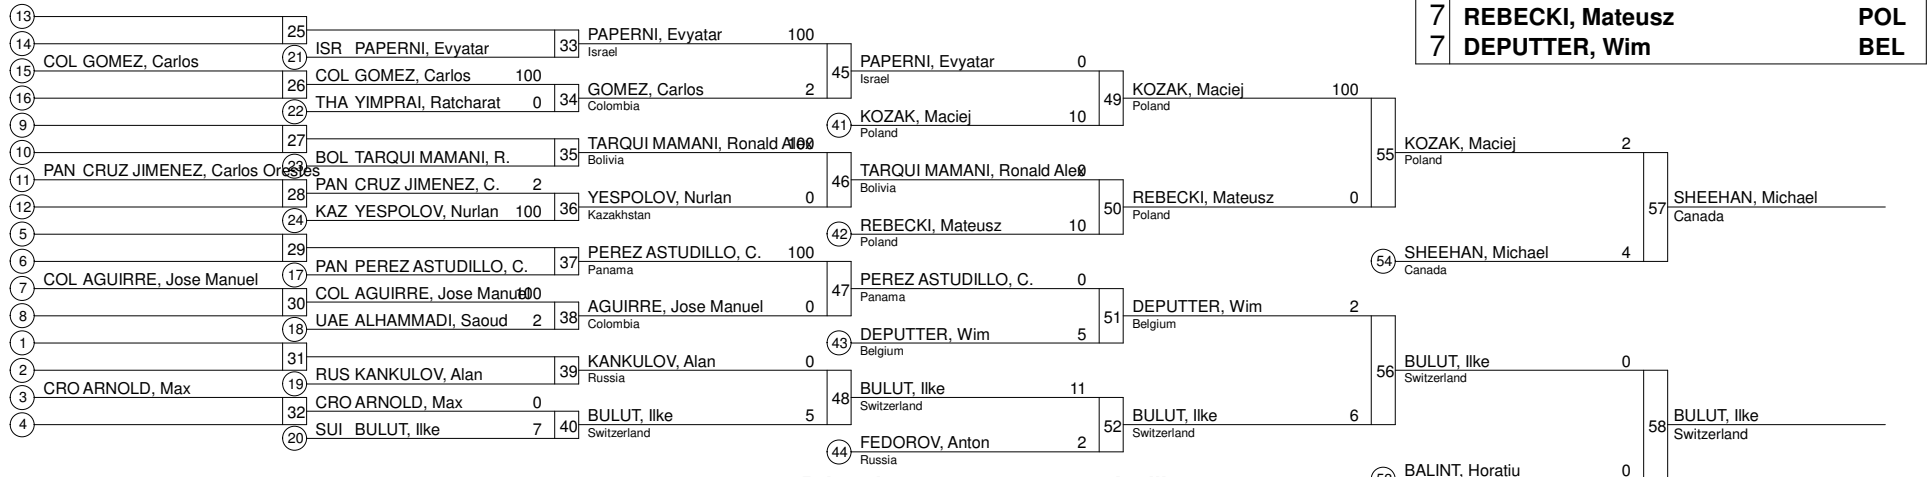 13
14
15
16
9
10
11
12
5
6
7
8
1
2
3
4
COL GOMEZ, Carlos
PAN CRUZ JIMENEZ, Carlos Orestes
COL AGUIRRE, Jose Manuel
CRO ARNOLD, Max
25
21 ISR PAPERNI, Evyatar
26 COL GOMEZ, Carlos 100
22 THA YIMPRAI, Ratcharat 0
27
23 BOL TARQUI MAMANI, R.
28 PAN CRUZ JIMENEZ, C. 2
24 KAZ YESPOLOV, Nurlan 100
29
17 PAN PEREZ ASTUDILLO, C.
30 COL AGUIRRE, Jose Manuel 100
18 UAE ALHAMMADI, Saoud 2
31
19 RUS KANKULOV, Alan
32 CRO ARNOLD, Max 0
20 SUI BULUT, Ilke 7
33 PAPERNI, Evyatar 100
Israel
34 GOMEZ, Carlos 2
Colombia
35 TARQUI MAMANI, Ronald Alex 100
Bolivia
36 YESPOLOV, Nurlan 0
Kazakhstan
37 PEREZ ASTUDILLO, C. 100
Panama
38 AGUIRRE, Jose Manuel 0
Colombia
39 KANKULOV, Alan 0
Russia
40 BULUT, Ilke 5
Switzerland
45 PAPERNI, Evyatar 0
Israel
41 KOZAK, Maciej 10
Poland
46 TARQUI MAMANI, Ronald Alex 0
Bolivia
42 REBECKI, Mateusz 10
Poland
47 PEREZ ASTUDILLO, C. 0
Panama
43 DEPUTTER, Wim 5
Belgium
48 BULUT, Ilke 11
Switzerland
44 FEDOROV, Anton 2
Russia
49 KOZAK, Maciej 100
Poland
50 REBECKI, Mateusz 0
Poland
51 DEPUTTER, Wim 2
Belgium
52 BULUT, Ilke 6
Switzerland
55 KOZAK, Maciej 2
Poland
54 SHEEHAN, Michael 4
Canada
56 BULUT, Ilke 0
Switzerland
BALINT, Horatiu 0
57 SHEEHAN, Michael
Canada
58 BULUT, Ilke
Switzerland
7 REBECKI, Mateusz POL
7 DEPUTTER, Wim BEL